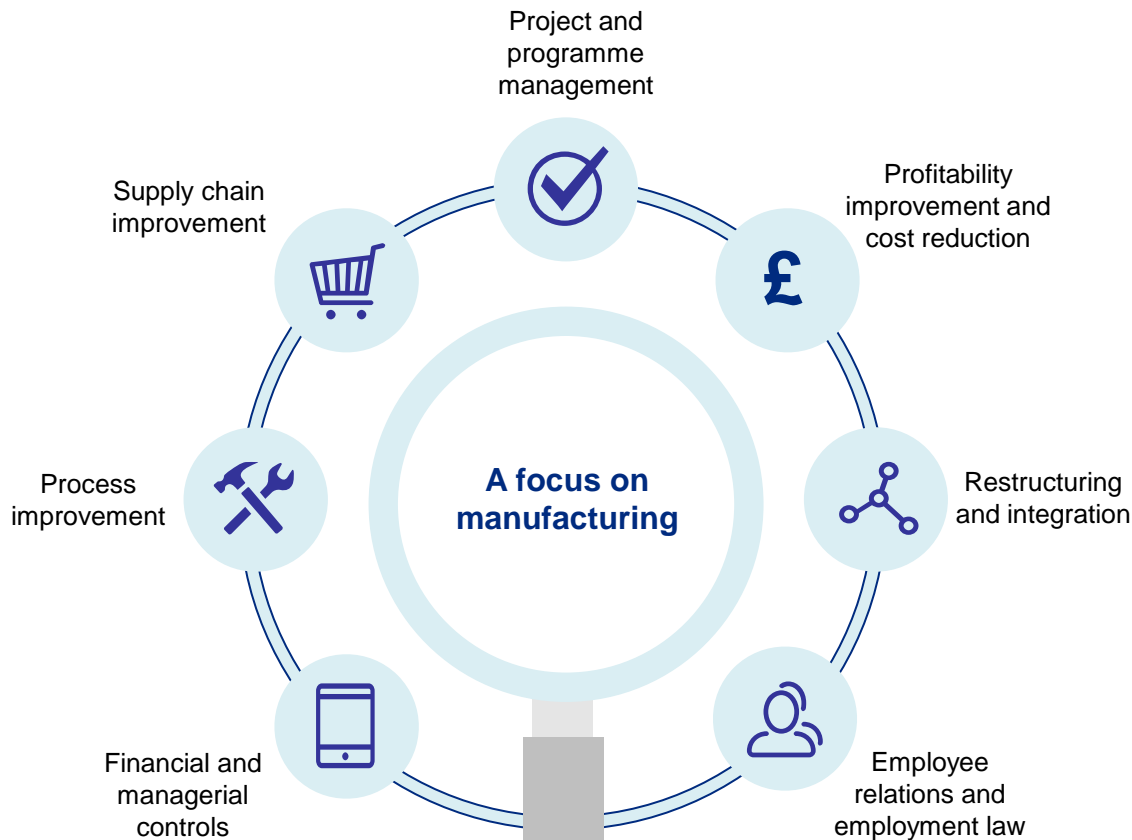 Project and
programme
management
Profitability
improvement and
cost reduction
£
Restructuring
and integration
Employee
relations and
employment law
Financial and
managerial
controls
Process
improvement
Supply chain
improvement
A focus on
manufacturing